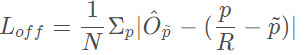 L_{off} = \frac{1}{N} \Sigma_p | \hat{O}_{\tilde{p}} - ( \frac{p}{R} - \tilde{p} ) |